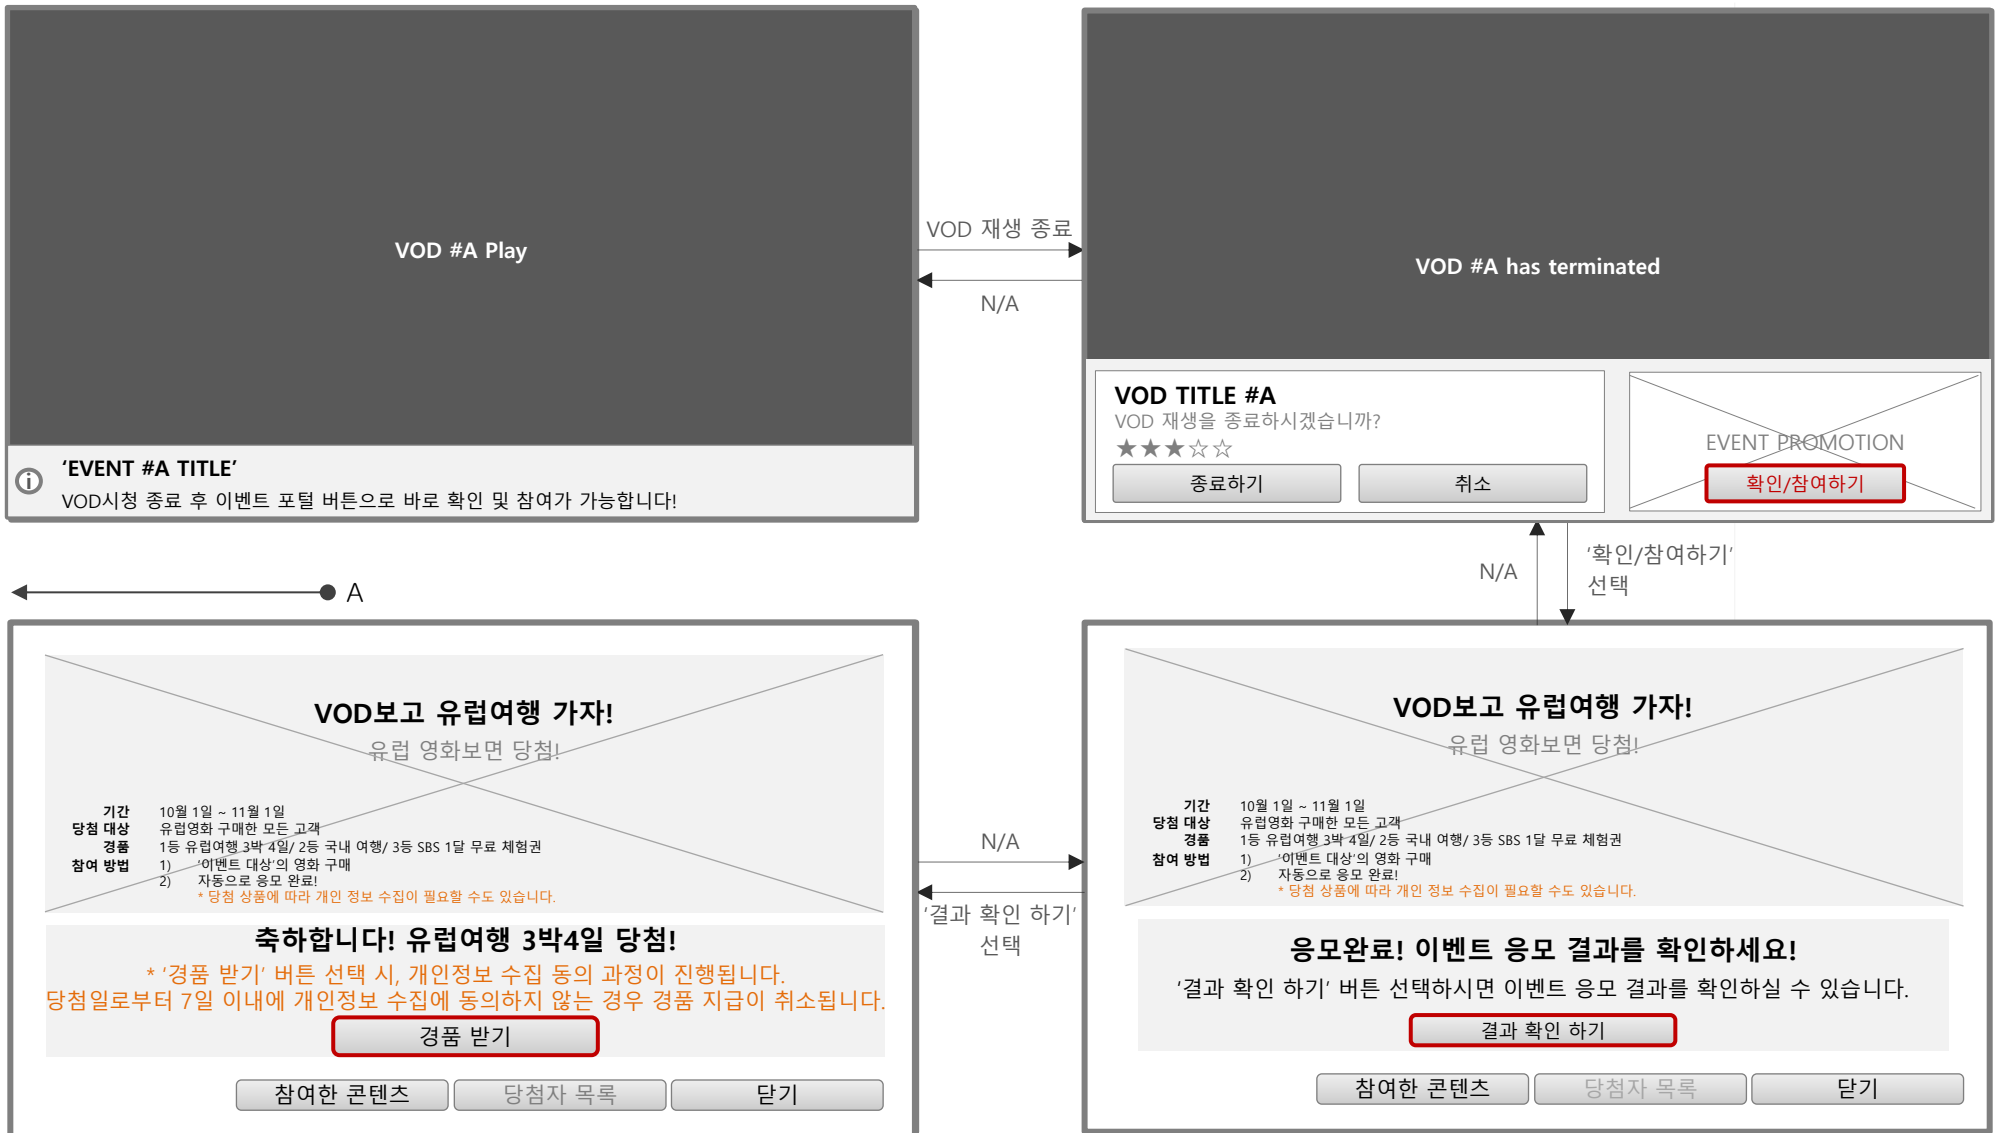 VOD #A Play
‘EVENT #A TITLE’
VOD시청 종료 후 이벤트 포털 버튼으로 바로 확인 및 참여가 가능합니다!
VOD 재생 종료
N/A
VOD #A has terminated
VOD TITLE #A
VOD 재생을 종료하시겠습니까?
★★★☆☆
종료하기
취소
EVENT PROMOTION
확인/참여하기
N/A
‘확인/참여하기’
선택
A
VOD보고 유럽여행 가자!
유럽 영화보면 당첨!
기간 10월 1일 ~ 11월 1일
당첨 대상 유럽영화 구매한 모든 고객
경품 1등 유럽여행 3박 4일/ 2등 국내 여행/ 3등 SBS 1달 무료 체험권
참여 방법 1) ‘이벤트 대상’의 영화 구매
2) 자동으로 응모 완료!
* 당첨 상품에 따라 개인 정보 수집이 필요할 수도 있습니다.
축하합니다! 유럽여행 3박4일 당첨!
* ‘경품 받기’ 버튼 선택 시, 개인정보 수집 동의 과정이 진행됩니다.
당첨일로부터 7일 이내에 개인정보 수집에 동의하지 않는 경우 경품 지급이 취소됩니다.
경품 받기
참여한 콘텐츠
당첨자 목록
닫기
N/A
‘결과 확인 하기’
선택
VOD보고 유럽여행 가자!
유럽 영화보면 당첨!
기간 10월 1일 ~ 11월 1일
당첨 대상 유럽영화 구매한 모든 고객
경품 1등 유럽여행 3박 4일/ 2등 국내 여행/ 3등 SBS 1달 무료 체험권
참여 방법 1) ‘이벤트 대상’의 영화 구매
2) 자동으로 응모 완료!
* 당첨 상품에 따라 개인 정보 수집이 필요할 수도 있습니다.
응모완료! 이벤트 응모 결과를 확인하세요!
‘결과 확인 하기’ 버튼 선택하시면 이벤트 응모 결과를 확인하실 수 있습니다.
결과 확인 하기
참여한 콘텐츠
당첨자 목록
닫기